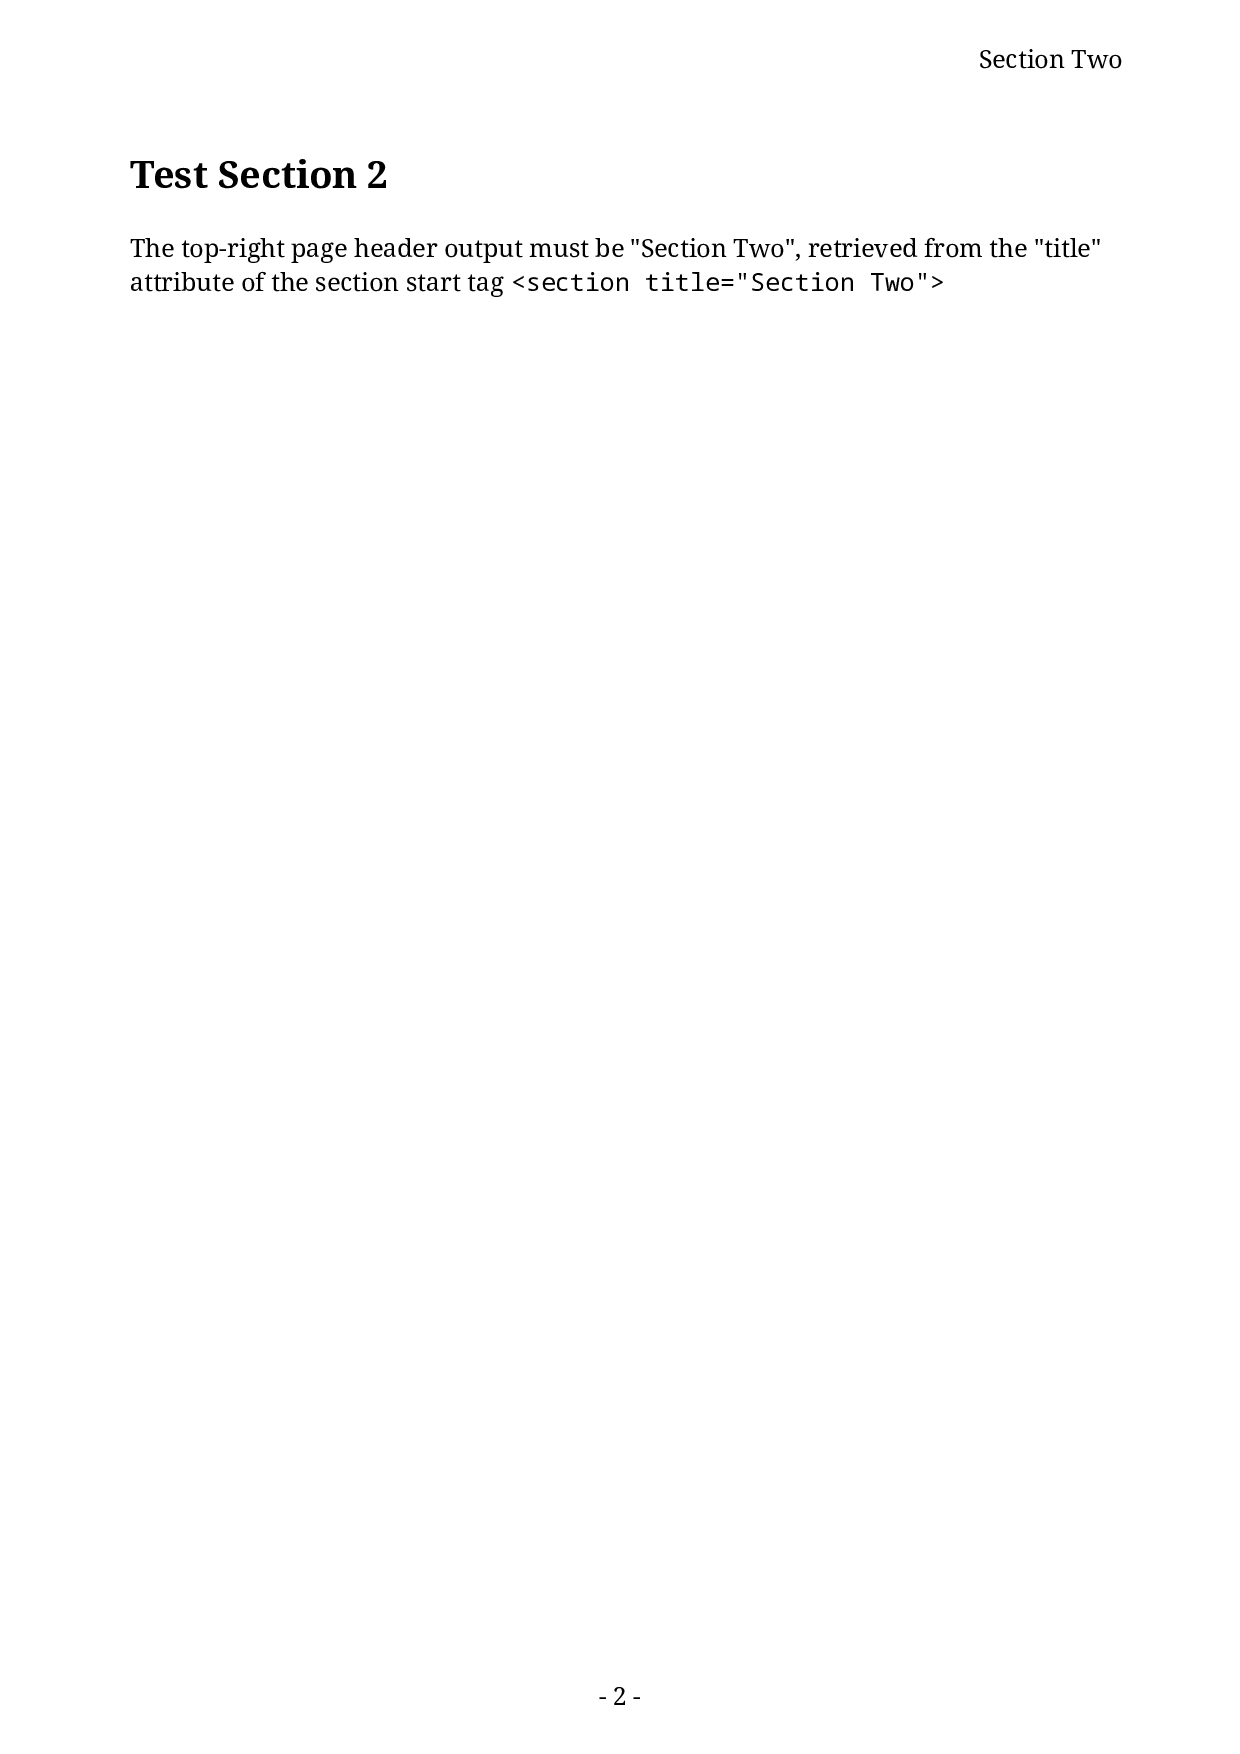 Section Two
Test Section 2
The top-right page header output must be "Section Two", retrieved from the "title"
attribute of the section start tag <section title="Section Two">
- 2 -